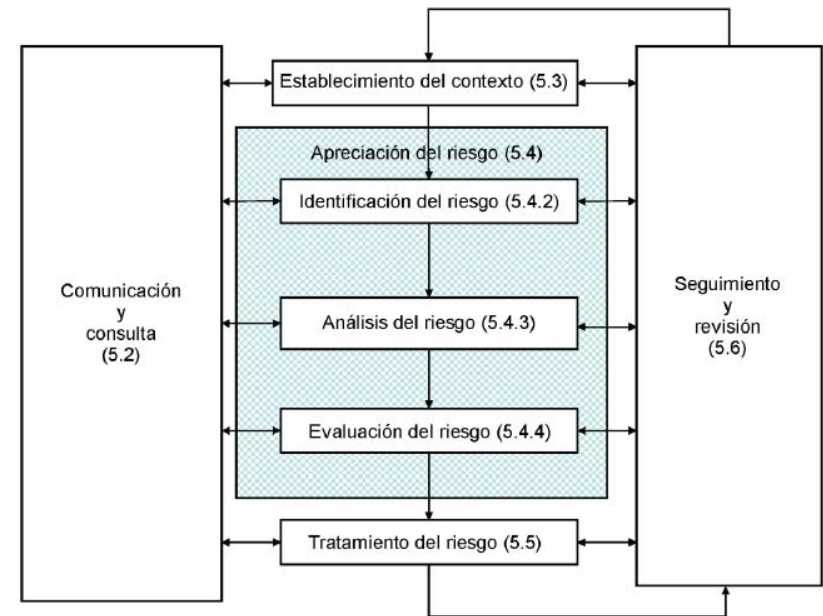 Establecimiento del contexto (5.3)
Apreciación del riesgo (5.4)
Identificación del riesgo (5.4.2)
Análisis del riesgo (5.4.3)
Evaluación del riesgo (5.4.4)
Tratamiento del riesgo (5.5)
Comunicación
y
consulta
(5.2)
Seguimiento
y
revisión
(5.6)